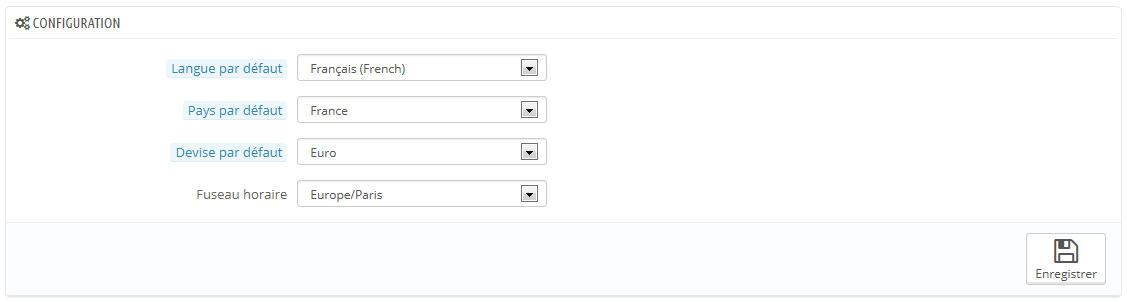 CONFIGURATION
Langue par défaut Français (French)
Pays par défaut France
Devise par défaut Euro
Fuseau horaire Europe/Paris
Enregistrer